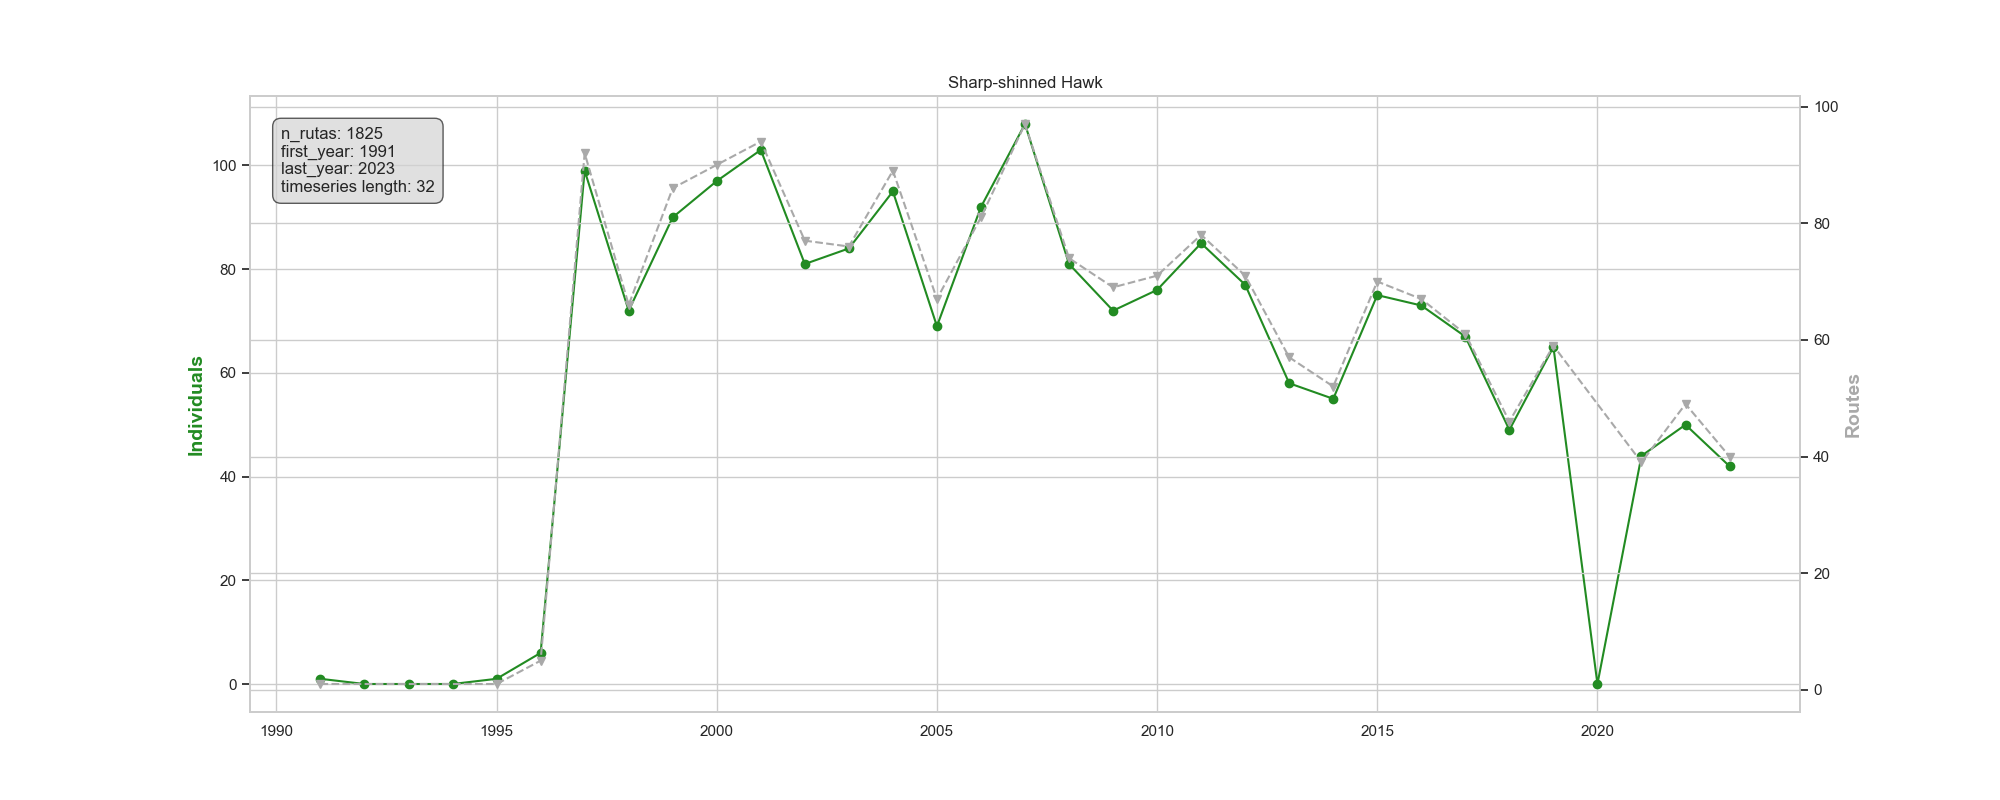 Sharp-shinned Hawk
n_rutas: 1825
first_year: 1991
last_year: 2023
timeseries length: 32
Individuals
100
80
60
40
20
0
Routes
100
80
60
40
20
0
1990 1995 2000 2005 2010 2015 2020